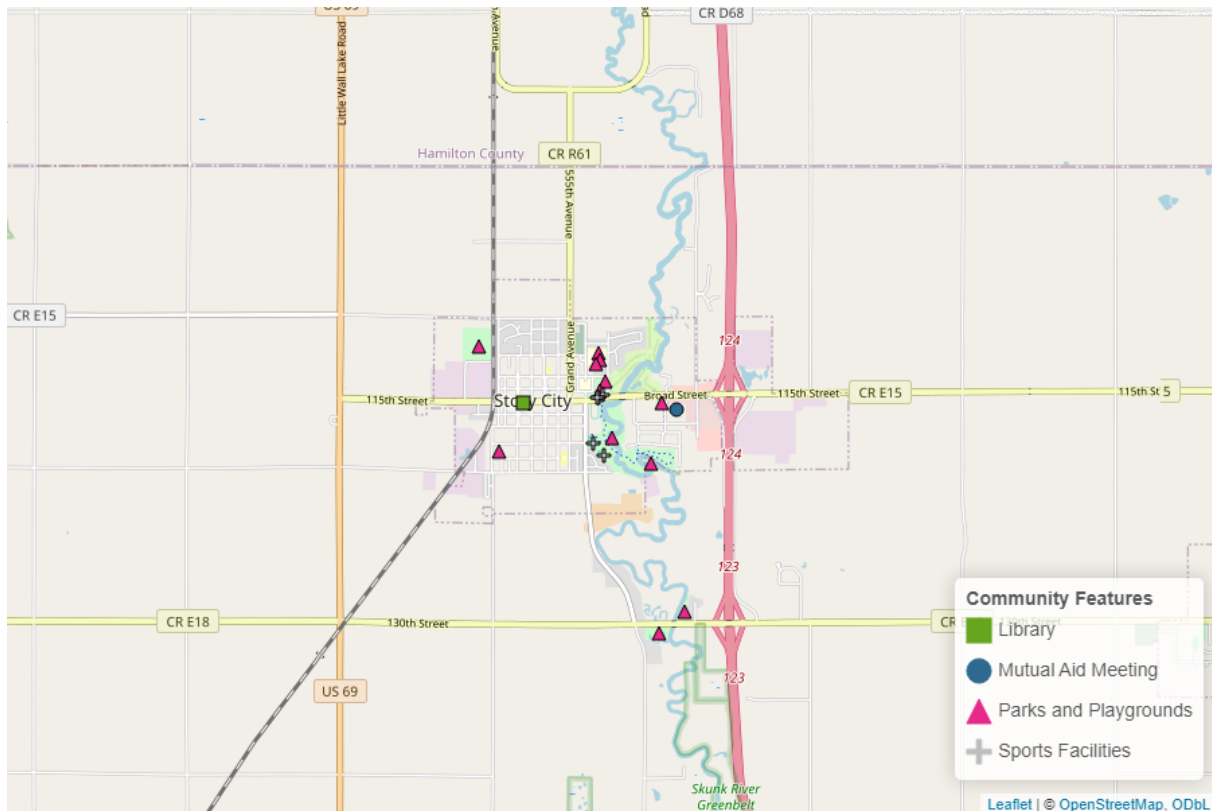 US 69
CR D68
Avenue
Little Wall Lake Road
Hamilton County
CR R61
555th Avenue
CR E15
Grand Avenue
124
115th Street
Story City
Broad Street
CR E15
115th St
5
124
123
CR E18
130th Street
CR
123
US 69
Skunk River
Greenbelt
Community Features
Library
Mutual Aid Meeting
Parks and Playgrounds
Sports Facilities
Leaflet | © OpenStreetMap, ODbL